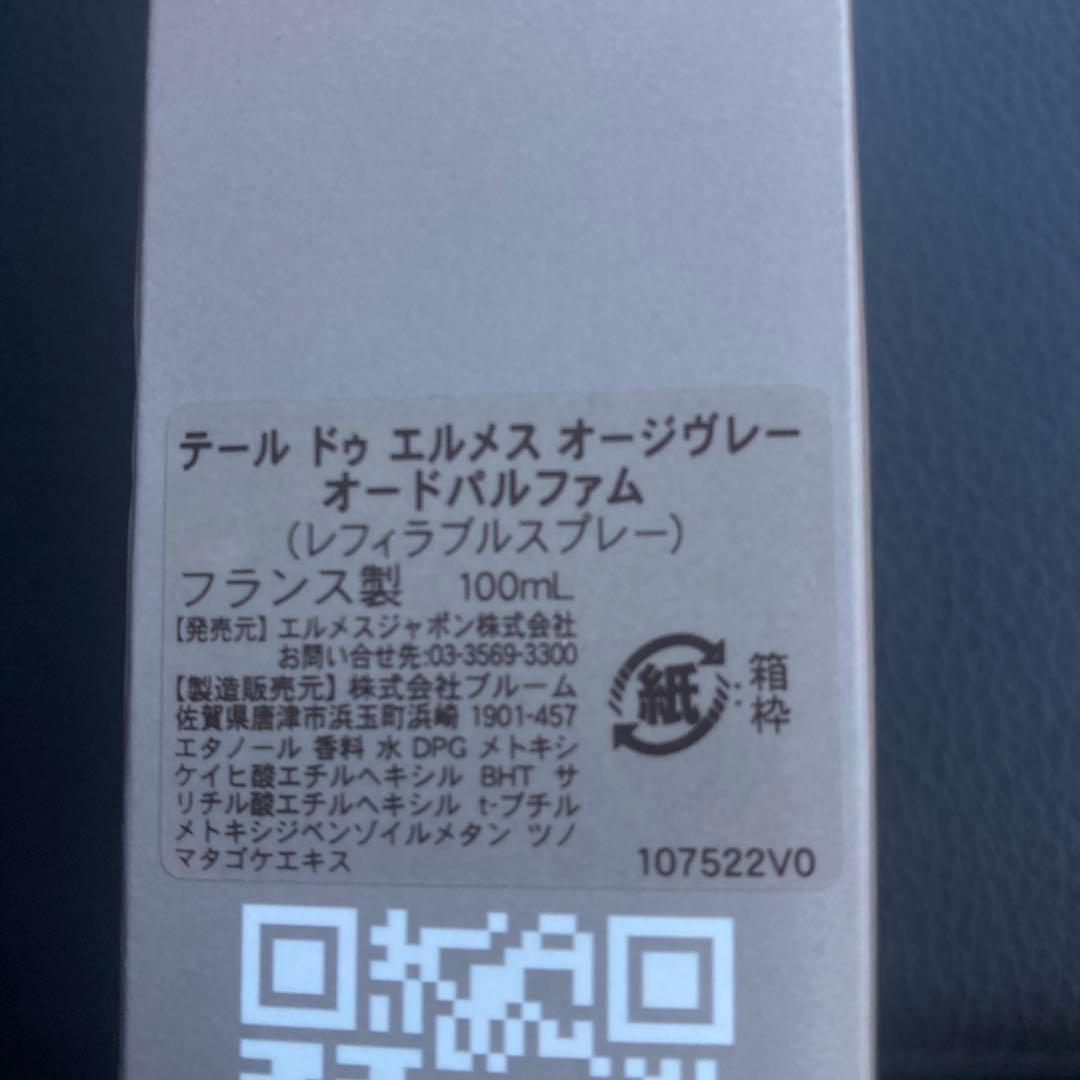 テール ドゥ エルメス オージヴレー
オードパルファム
(レフィラブルスプレー)
フランス製 100mL
【発売元】エルメスジャポン株式会社
お問い合せ先:03-3569-3300
【製造販売元】株式会社ブルーム
佐賀県唐津市浜玉町浜崎 1901-457
エタノール 香料 水 DPG メトキシ
ケイヒ酸エチルヘキシル BHT サ
リチル酸エチルヘキシル t-ブチル
メトキシジベンゾイルメタン ツノ
マタゴケエキス
紙:箱
枠
107522V0